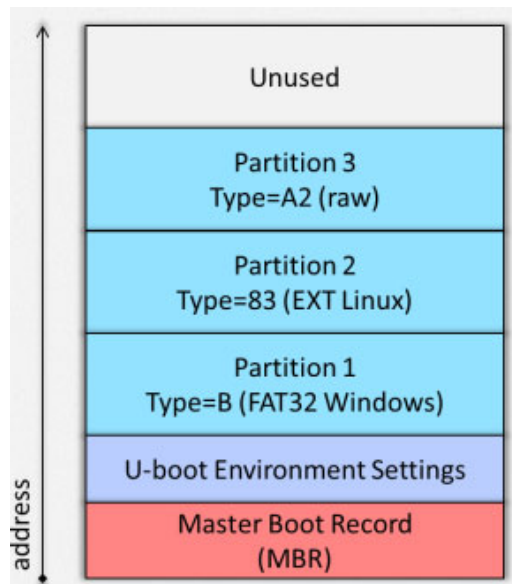 Unused
Partition 3
Type=A2 (raw)
Partition 2
Type=83 (EXT Linux)
Partition 1
Type=B (FAT32 Windows)
U-boot Environment Settings
Master Boot Record
(MBR)
address